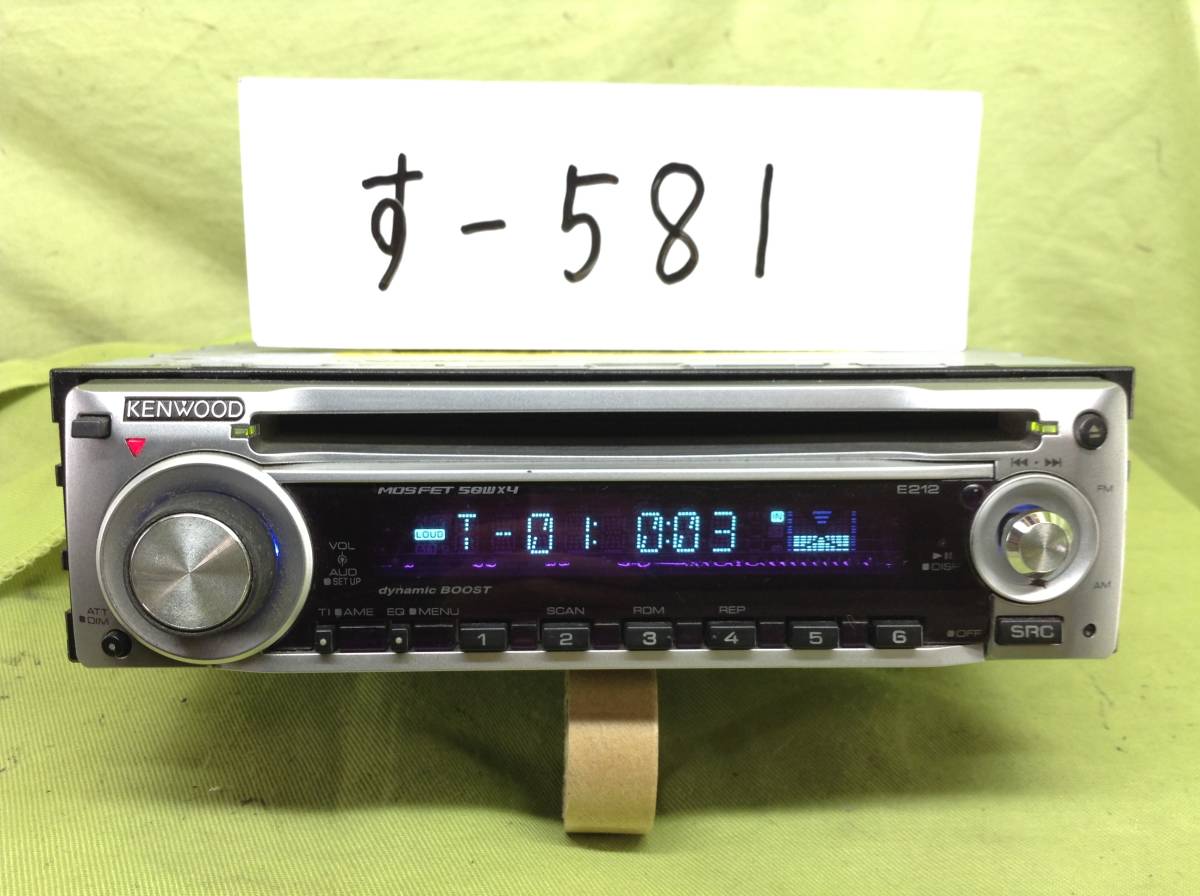 す-581
KENWOOD
MOSFET 50W×4
E212
FM
LOUD
T-01: 0:03
IN
VOL
AUD
SET UP
DISP
dynamic BOOST
AM
ATT
DIM
TI AME
EQ MENU
SCAN
RDM
REP
1 2 3 4 5 6
OFF
SRC